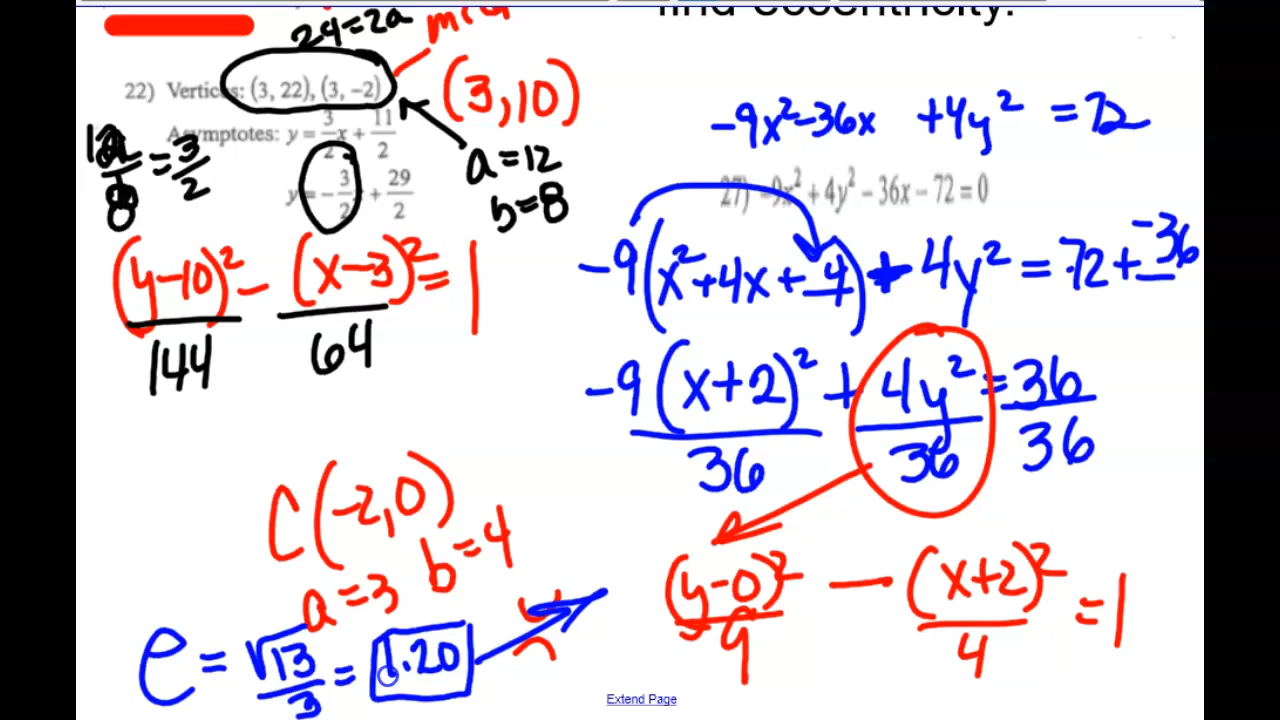 find eccentricity.
24=2a
22) Vertices: (3, 22), (3, −2)
(3,10)
Asymptotes: y = 3/2 x + 11/2
y = −3/2 + 29/2
12/8 = 3/2
a=12
b=8
(y-10)²/144 - (x-3)²/64 = 1
-9x²-36x +4y² = 72
27) −9x² + 4y² − 36x − 72 = 0
-9(x²+4x+4) + 4y² = 72+-36
-9(x+2)²/36 + 4y²/36 = 36/36
(y-0)²/9 - (x+2)²/4 = 1
C(-2,0)
a=3 b=4
e = √13/3 = 1.20
Extend Page